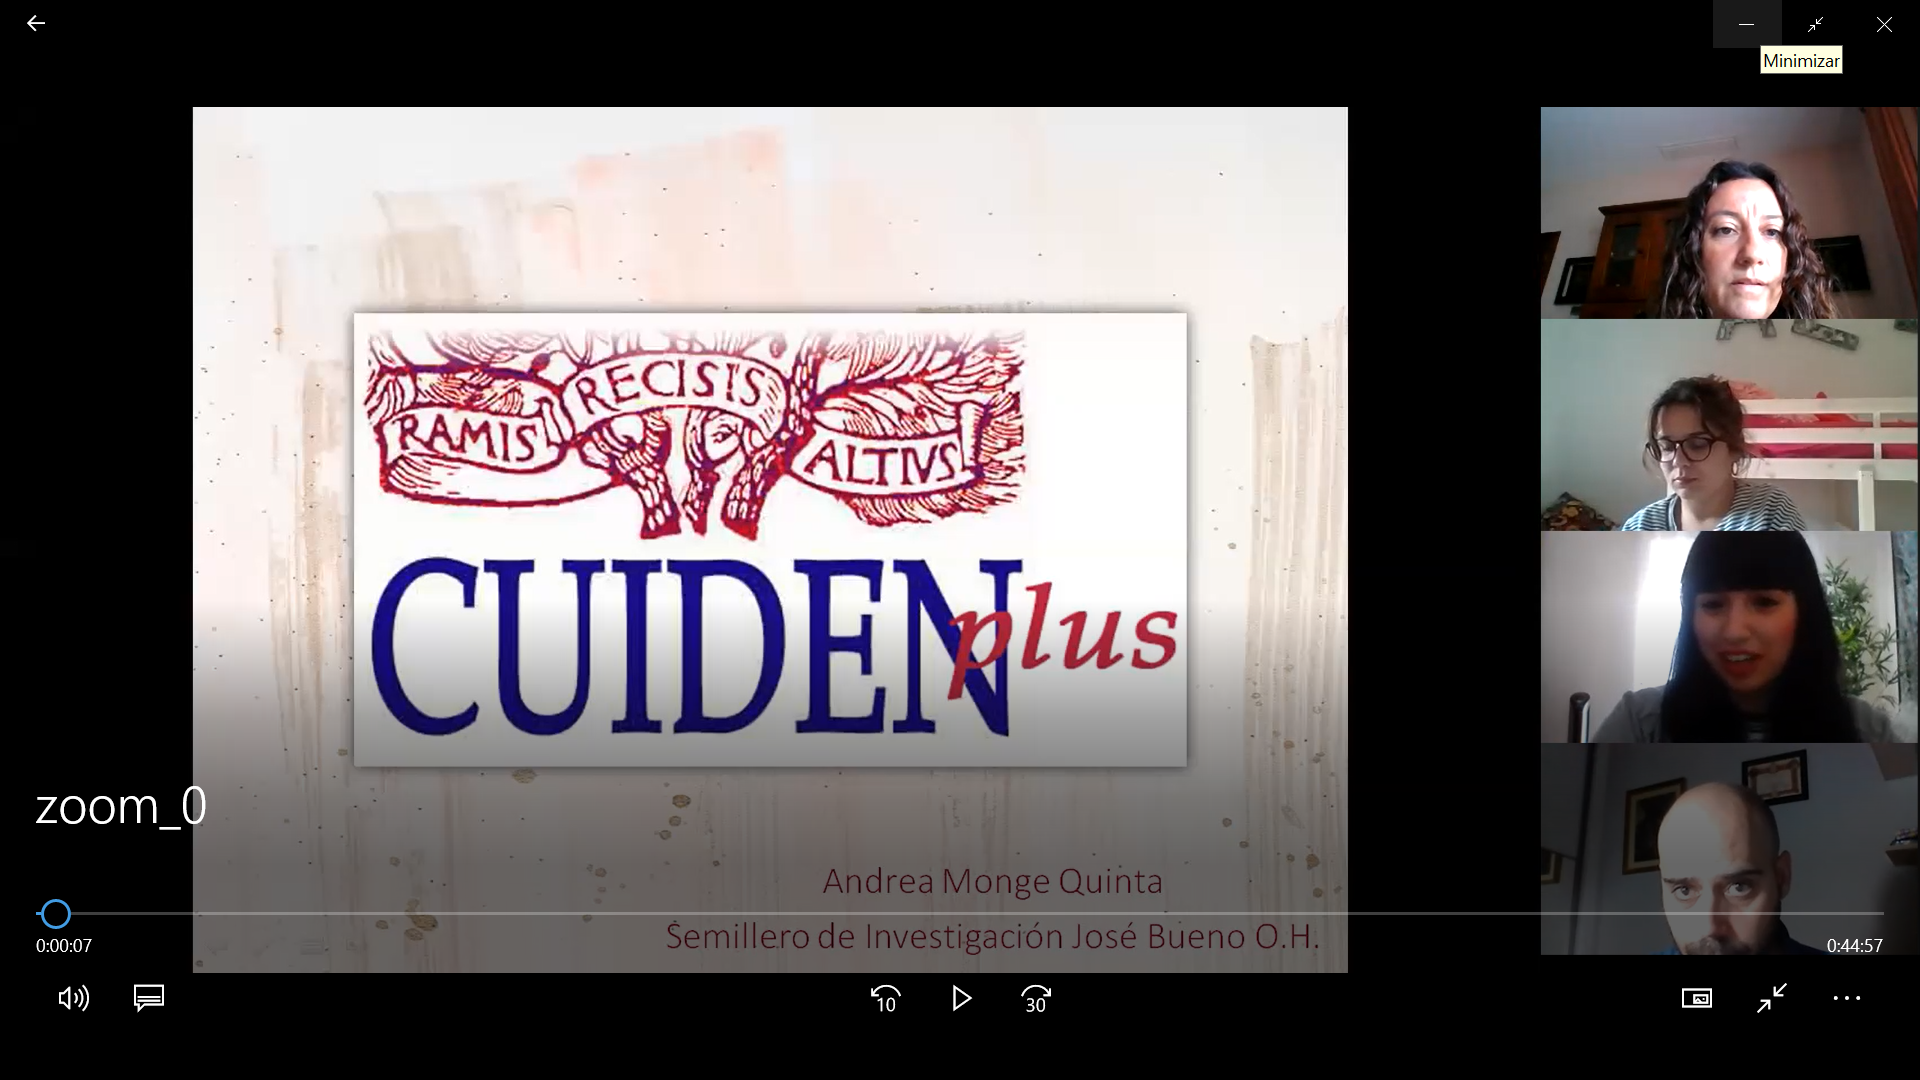 Minimizar
RAMIS RECISIS ALTIVS
CUIDEN plus
zoom_0
Andrea Monge Quinta
Semillero de Investigación José Bueno O.H.
0:00:07
0:44:57
10
30